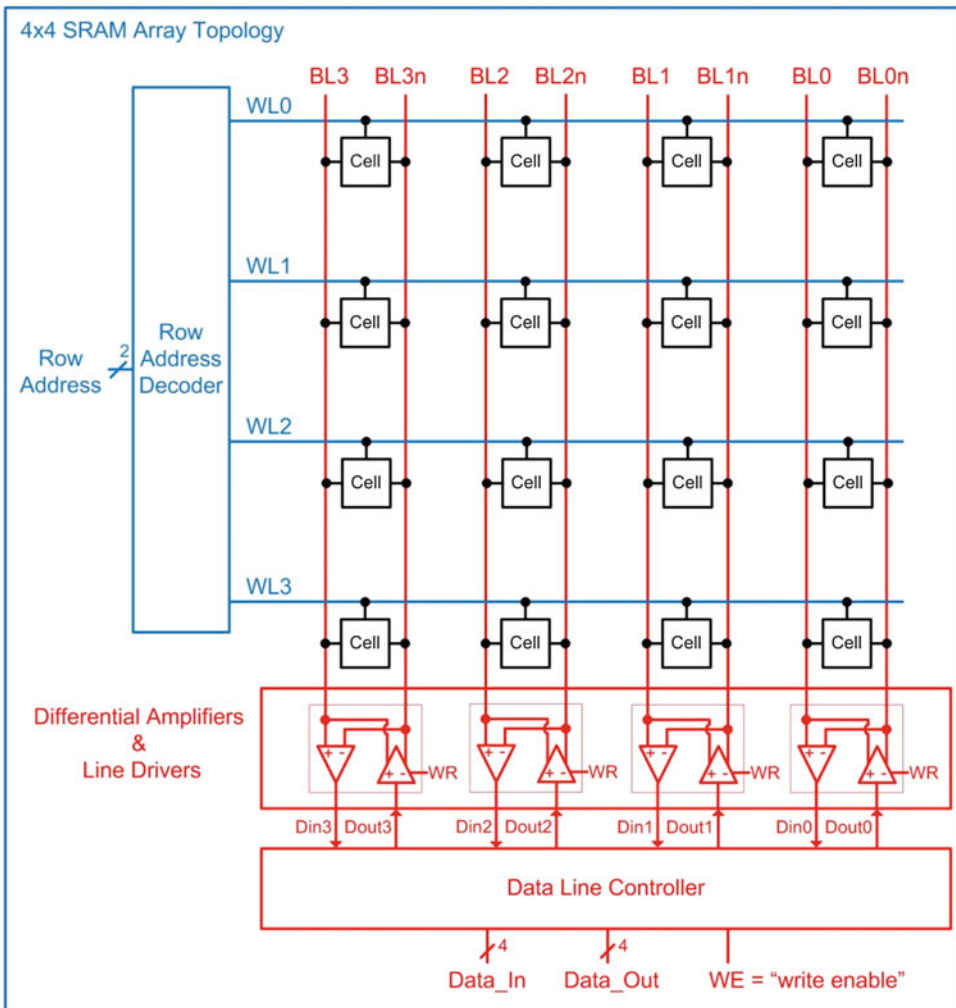 4x4 SRAM Array Topology
BL3 BL3n BL2 BL2n BL1 BL1n BL0 BL0n
WL0
Cell Cell Cell Cell
WL1
Cell Cell Cell Cell
Row
Address
2
Row
Address
Decoder
WL2
Cell Cell Cell Cell
WL3
Cell Cell Cell Cell
Differential Amplifiers
&
Line Drivers
+ - + - WR + - + - WR + - + - WR + - + - WR
Din3 Dout3 Din2 Dout2 Din1 Dout1 Din0 Dout0
Data Line Controller
4 4
Data_In Data_Out WE = “write enable”